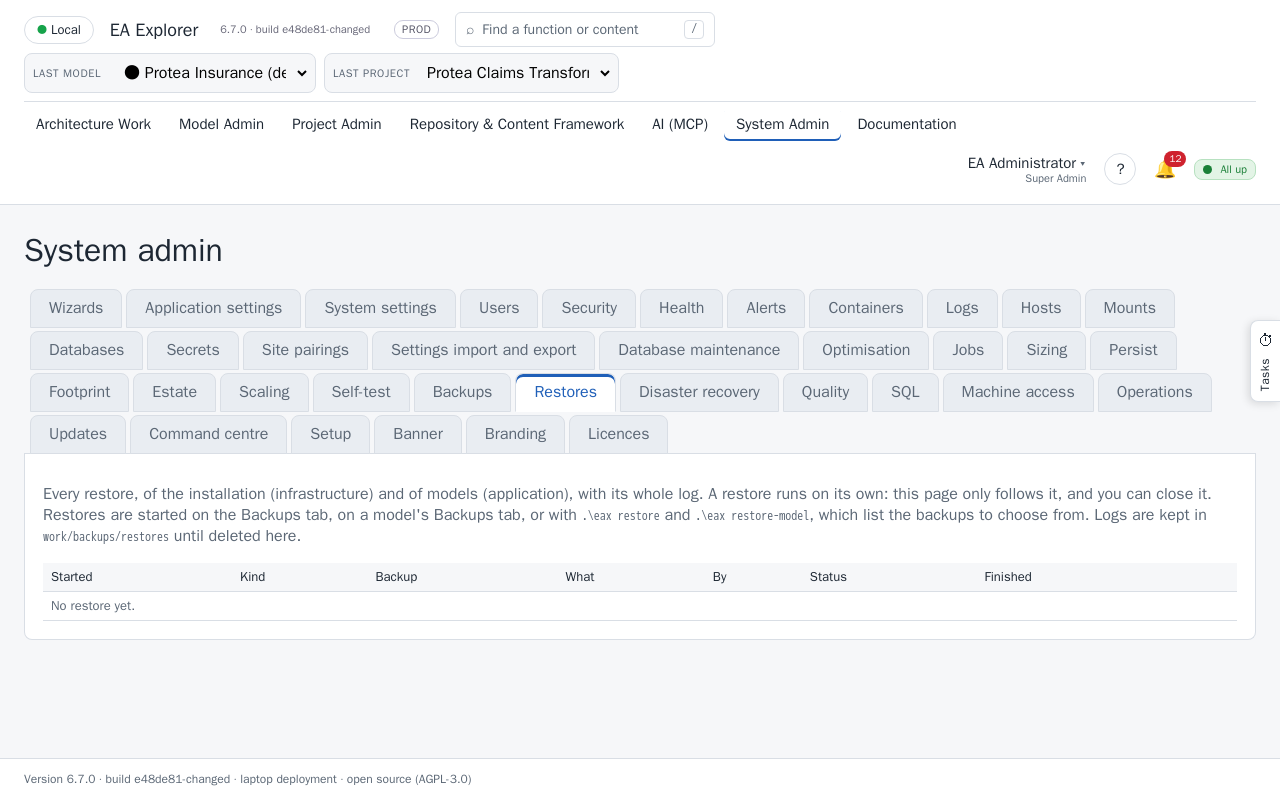 Local EA Explorer 6.7.0 · build e48de81-changed PROD Find a function or content /
LAST MODEL Protea Insurance (de LAST PROJECT Protea Claims Transfor
Architecture Work Model Admin Project Admin Repository & Content Framework AI (MCP) System Admin Documentation
EA Administrator ? 12 All up
Super Admin
System admin
Wizards Application settings System settings Users Security Health Alerts Containers Logs Hosts Mounts
Databases Secrets Site pairings Settings import and export Database maintenance Optimisation Jobs Sizing Persist
Tasks
Footprint Estate Scaling Self-test Backups Restores Disaster recovery Quality SQL Machine access Operations
Updates Command centre Setup Banner Branding Licences
Every restore, of the installation (infrastructure) and of models (application), with its whole log. A restore runs on its own: this page only follows it, and you can close it.
Restores are started on the Backups tab, on a model's Backups tab, or with .\eax restore and .\eax restore-model, which list the backups to choose from. Logs are kept in
work/backups/restores until deleted here.
Started Kind Backup What By Status Finished
No restore yet.
Version 6.7.0 · build e48de81-changed · laptop deployment · open source (AGPL-3.0)